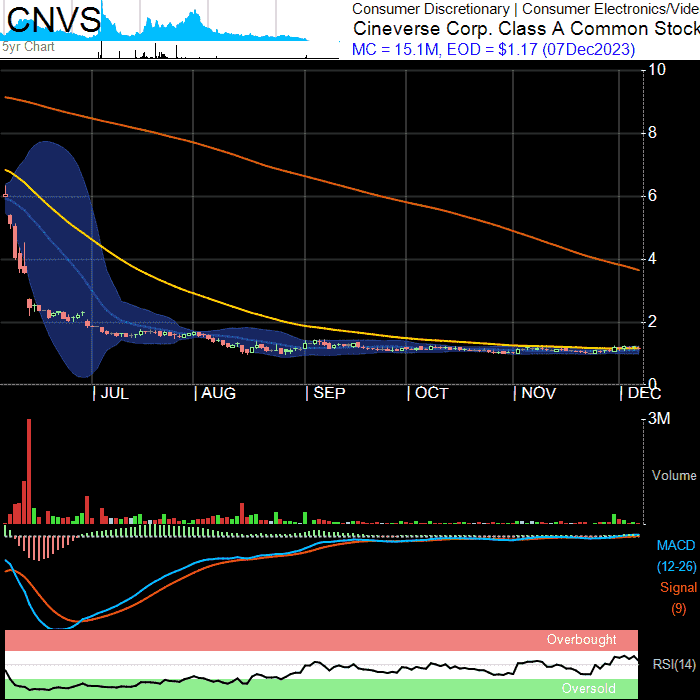 CNVS
5yr Chart
Consumer Discretionary | Consumer Electronics/Vide
Cineverse Corp. Class A Common Stock
MC = 15.1M, EOD = $1.17 (07Dec2023)
10
8
6
4
2
0
JUL AUG SEP OCT NOV DEC
3M
Volume
MACD
(12-26)
Signal
(9)
Overbought
RSI(14)
Oversold